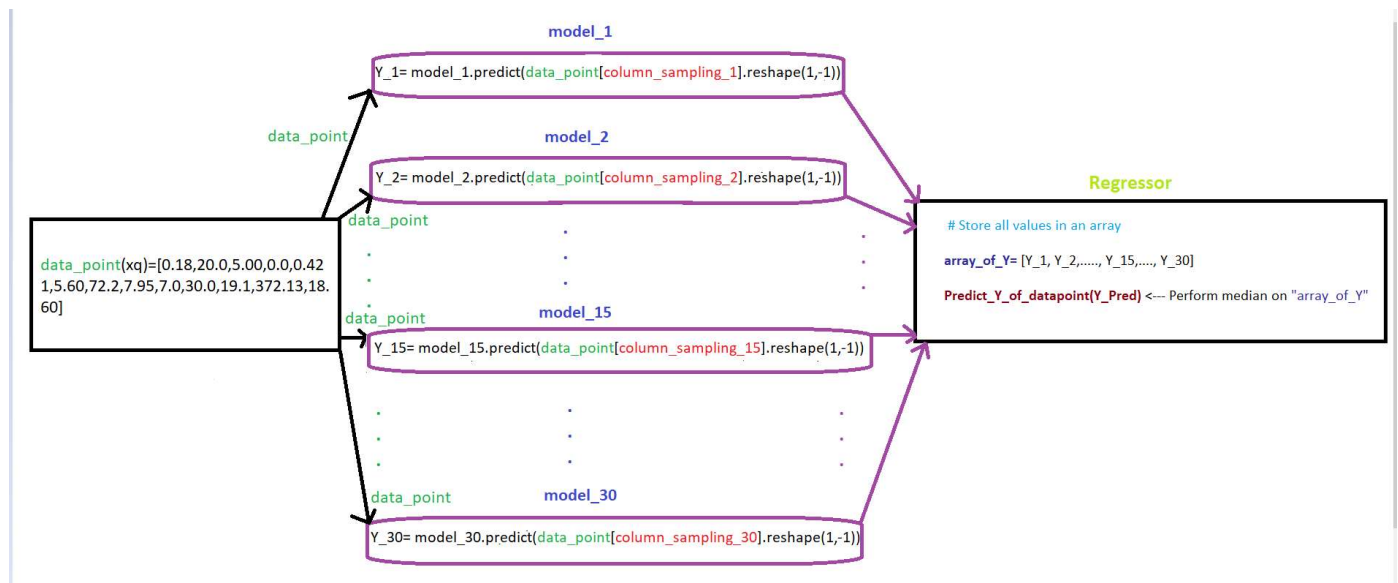 model_1
Y_1= model_1.predict(data_point[column_sampling_1].reshape(1,-1))
data_point
model_2
Y_2= model_2.predict(data_point[column_sampling_2].reshape(1,-1))
data_point
data_point(xq)=[0.18,20.0,5.00,0.0,0.42
1,5.60,72.2,7.95,7.0,30.0,19.1,372.13,18.
60]
Regressor
# Store all values in an array
array_of_Y= [Y_1, Y_2,....., Y_15,...., Y_30]
Predict_Y_of_datapoint(Y_Pred) <--- Perform median on "array_of_Y"
data_point
model_15
Y_15= model_15.predict(data_point[column_sampling_15].reshape(1,-1))
data_point
model_30
Y_30= model_30.predict(data_point[column_sampling_30].reshape(1,-1))